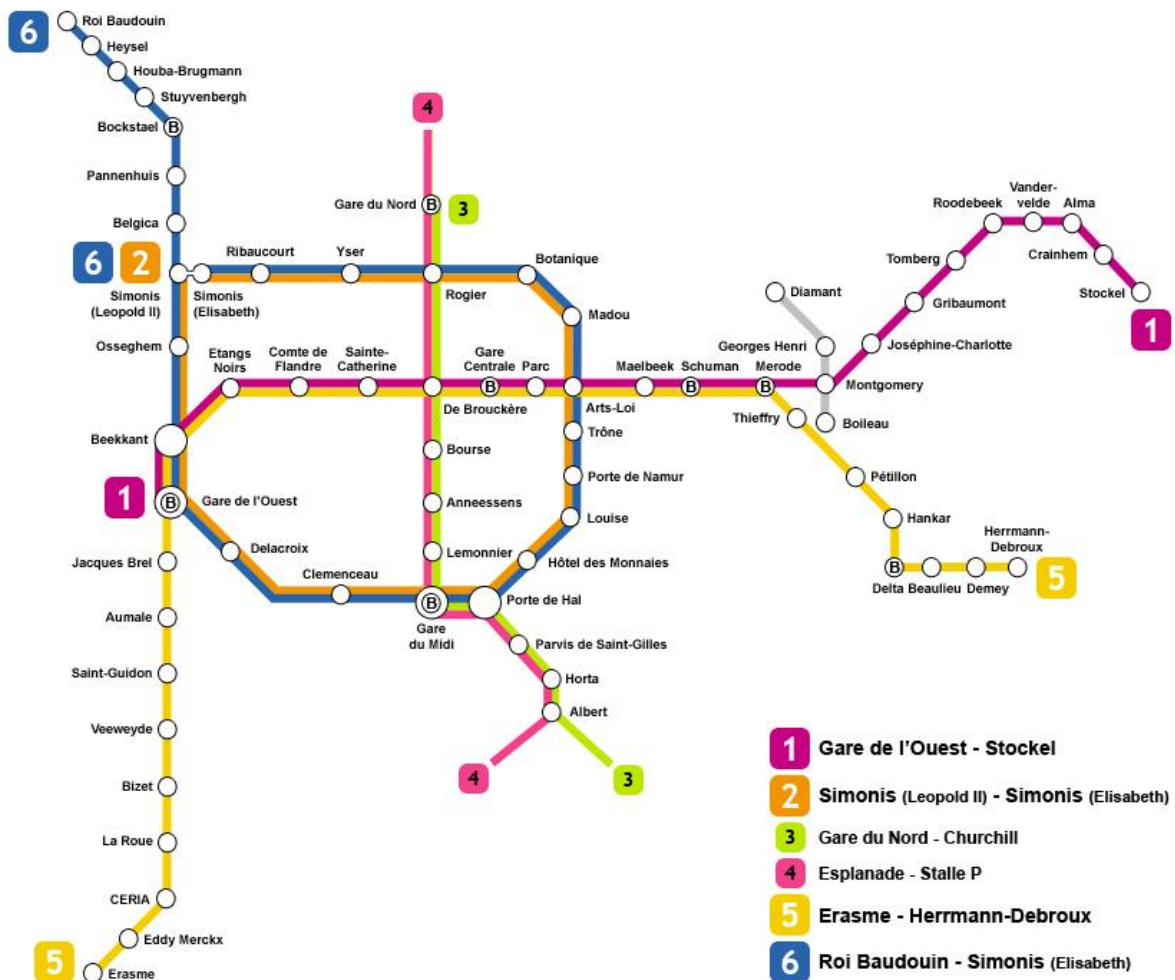 6
Roi Baudouin
Heysel
Houba-Brugmann
Stuyvenbergh
Bockstael
B
Pannenhuis
Belgica
6
2
Simonis
(Leopold II)
Simonis
(Elisabeth)
Ribaucourt
Yser
4
Gare du Nord
B
3
Rogier
Botanique
Madou
Osseghem
Etangs
Noirs
Comte de
Flandre
Sainte-
Catherine
De Brouckère
Gare
Centrale
B
Parc
Arts-Loi
Maelbeek
Schuman
B
Merode
B
Diamant
Georges Henri
Montgomery
Boileau
Joséphine-Charlotte
Gribaumont
Tomberg
Roodebeek
Vander-
velde
Alma
Crainhem
Stockel
1
Thieffry
Pétillon
Hankar
Herrmann-
Debroux
B
Delta
Beaulieu
Demey
5
Beekkant
1
B
Gare de l'Ouest
Bourse
Trône
Porte de Namur
Anneessens
Louise
Lemonnier
Hôtel des Monnaies
Delacroix
Clemenceau
B
Gare
du Midi
Porte de Hal
Parvis de Saint-Gilles
Horta
Albert
4
3
Jacques Brel
Aumale
Saint-Guidon
Veeweyde
Bizet
La Roue
CERIA
Eddy Merckx
5
Erasme
1 Gare de l'Ouest - Stockel
2 Simonis (Leopold II) - Simonis (Elisabeth)
3 Gare du Nord - Churchill
4 Esplanade - Stalle P
5 Erasme - Herrmann-Debroux
6 Roi Baudouin - Simonis (Elisabeth)